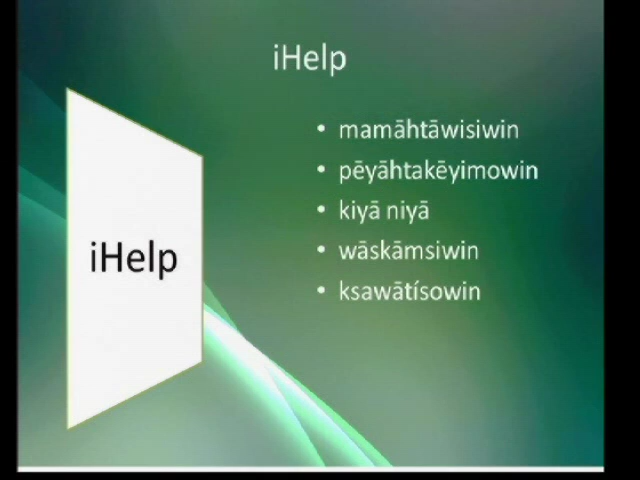 iHelp
mamāhtāwisiwin
pēyāhtakēyimowin
kiyā niyā
wāskāmsiwin
ksawātísowin
iHelp